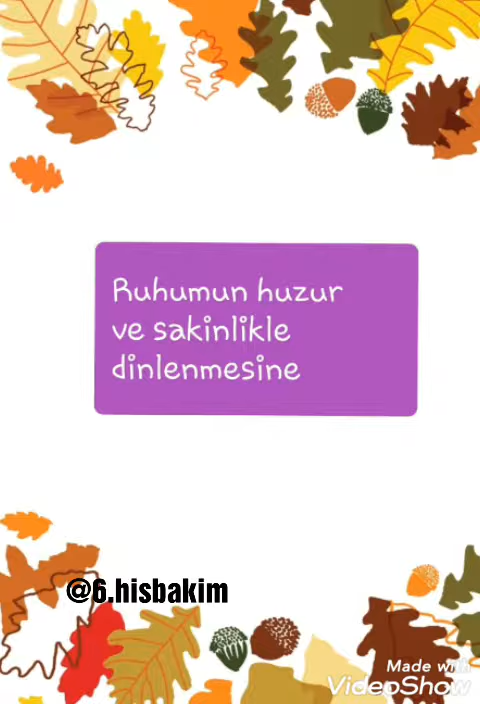 Ruhumun huzur
ve sakinlikle
dinlenmesine
@6.hisbakim
Made with
VideoShow